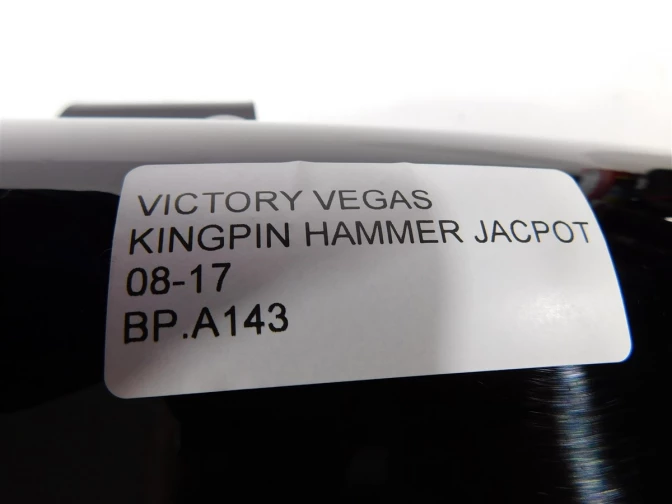 VICTORY VEGAS
KINGPIN HAMMER JACPOT
08-17
BP.A143